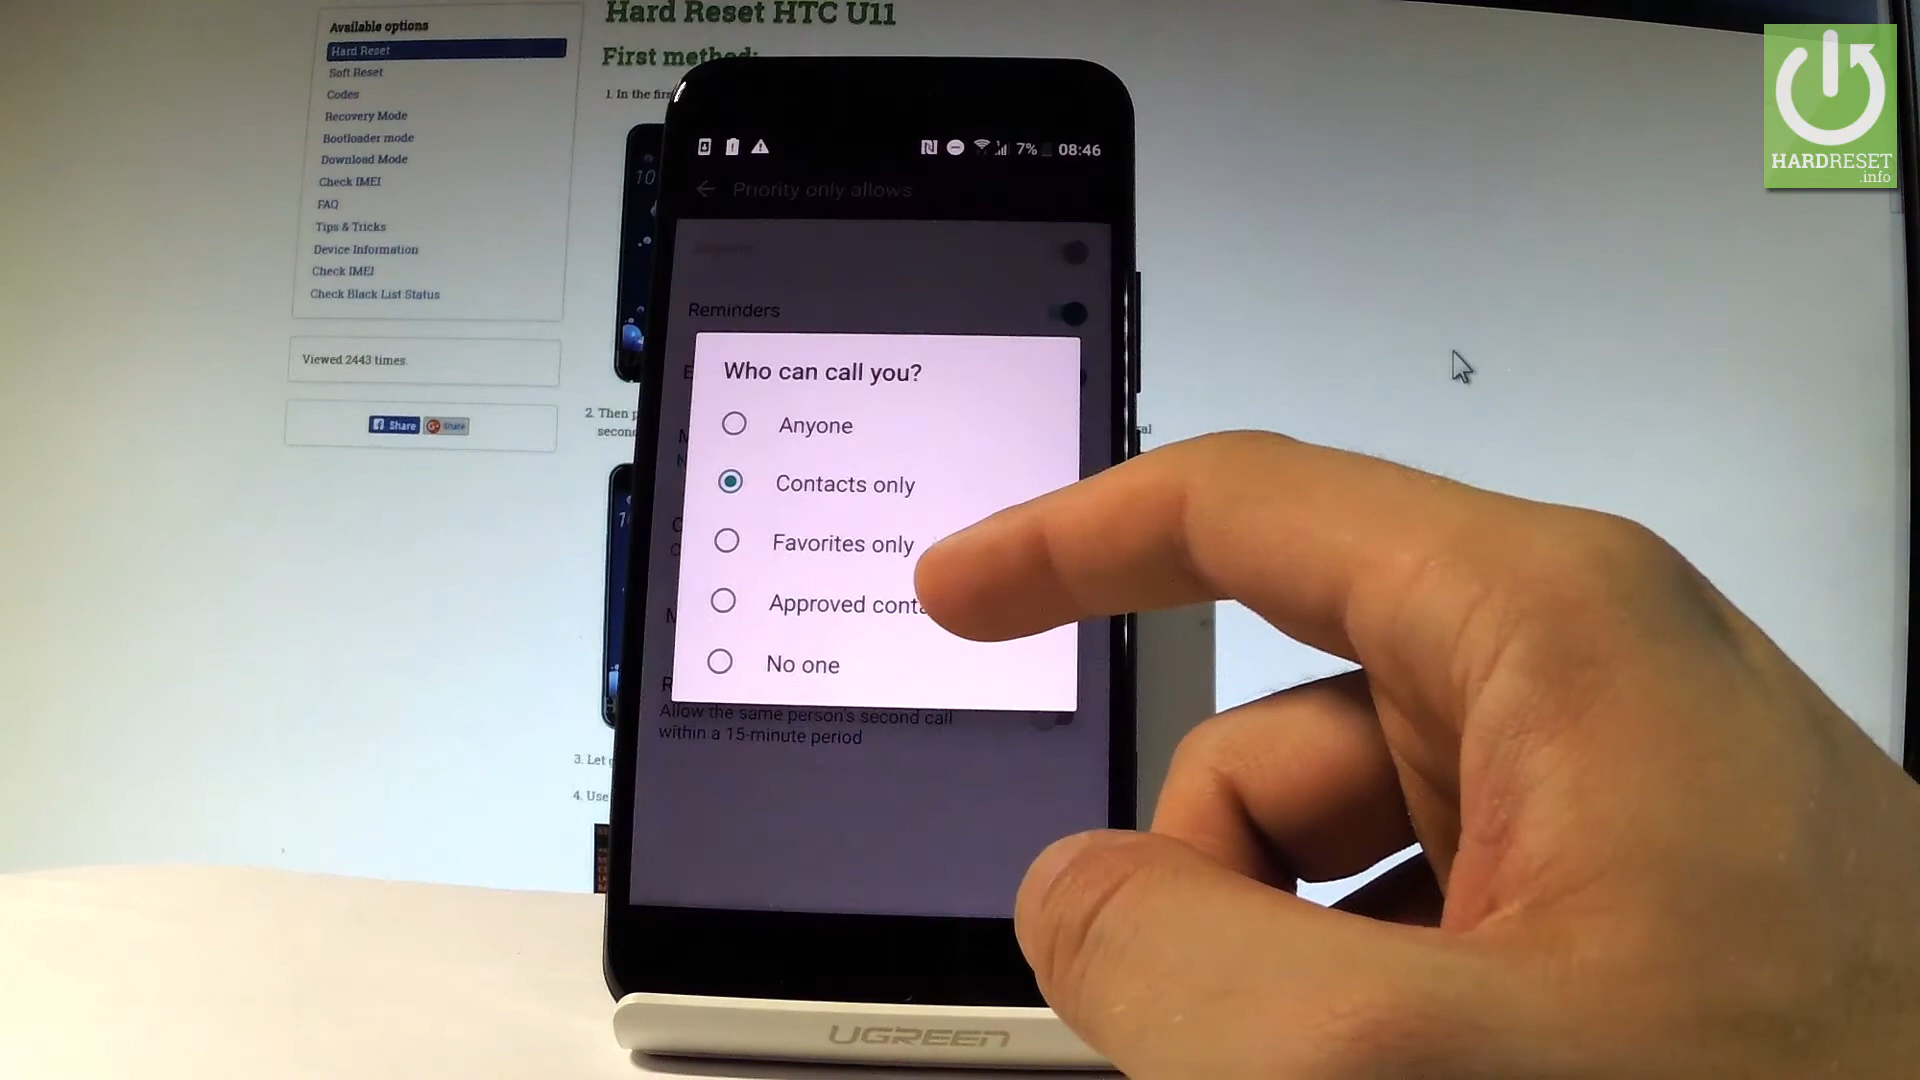 Available options
Hard Reset
Soft Reset
Codes
Recovery Mode
Bootloader mode
Download Mode
Check IMEI
FAQ
Tips & Tricks
Device Information
Check IMEI
Check Black List Status
Viewed 2443 times.
Share
Share
Hard Reset HTC U11
First method:
1. In the firs
10
2. Then p
secon
al
3. Let g
4. Use
7% 08:46
Priority only allows
Reminders
Who can call you?
Anyone
Contacts only
Favorites only
Approved conta
No one
Allow the same person's second call
within a 15-minute period
UGREEN
HARDRESET
.info